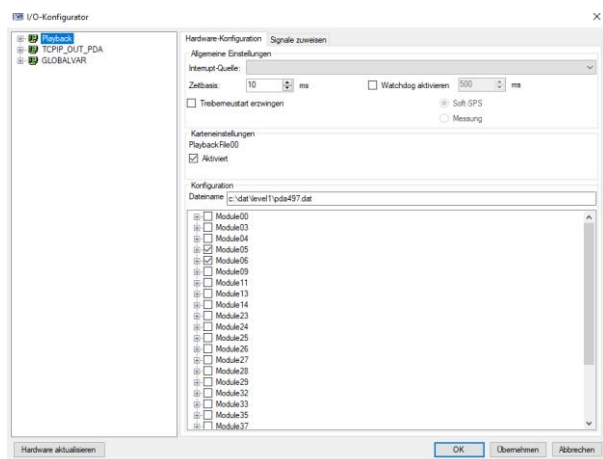 I/O-Konfigurator
Playback
TCPIP_OUT_PDA
GLOBALVAR
Hardware-Konfiguration Signale zuweisen
Allgemeine Einstellungen
Interrupt-Quelle:
Zeitbasis: 10 ms Watchdog aktivieren 500 ms
Treiberneustart erzwingen Soft-SPS
Messung
Karteneinstellungen
PlaybackFile00
Aktiviert
Konfiguration
Dateiname c:\dat\level1\pda497.dat
Module00
Module03
Module04
Module05
Module06
Module09
Module11
Module13
Module14
Module23
Module24
Module25
Module26
Module27
Module28
Module29
Module32
Module33
Module35
Module37
Hardware aktualisieren OK Übernehmen Abbrechen